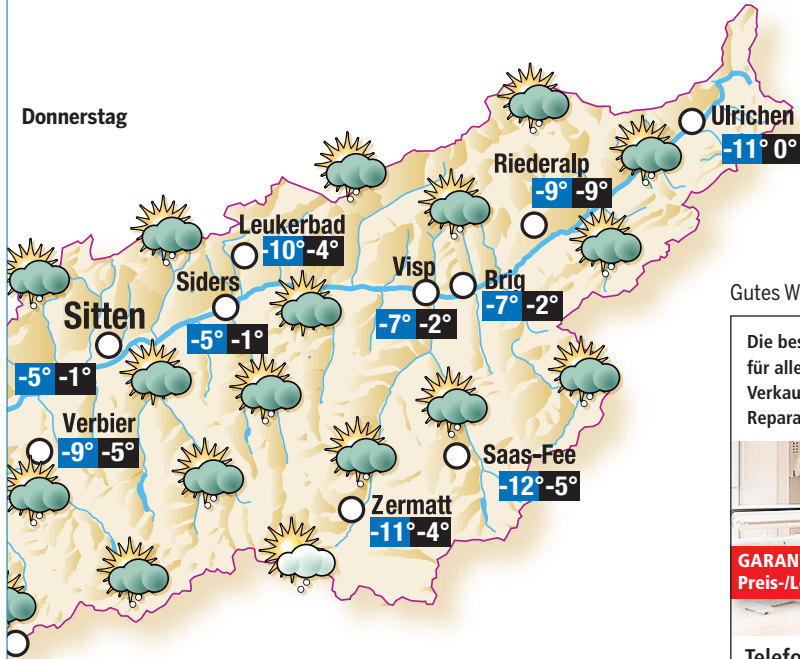 Donnerstag
Ulrichen
-11° 0°
Riederalp
-9° -9°
Leukerbad
-10° -4°
Visp
-7° -2°
Brig
-7° -2°
Siders
-5° -1°
Sitten
-5° -1°
Verbier
-9° -5°
Saas-Fee
-12° -5°
Zermatt
-11° -4°
Gutes W
Die bes
für alle
Verkau
Repara
GARAN
Preis-/L
Telefo